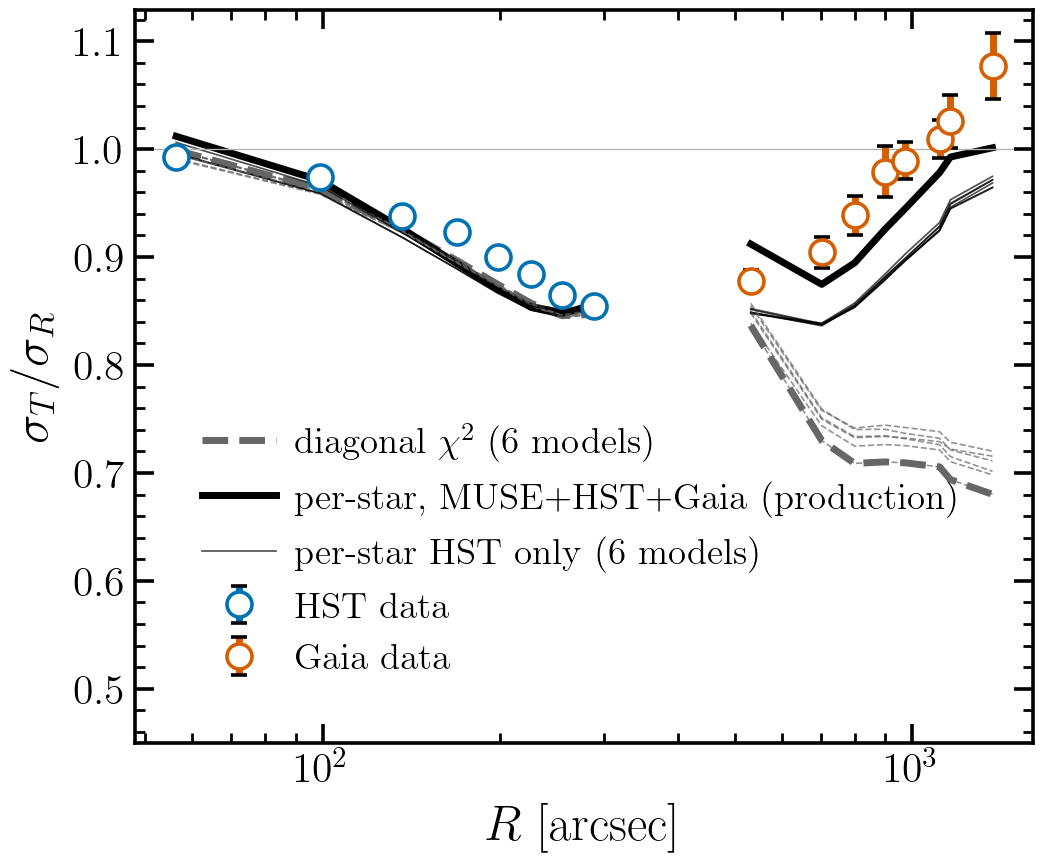 1.1
1.0
0.9
0.8
0.7
0.6
0.5
σ_T/σ_R
diagonal χ² (6 models)
per-star, MUSE+HST+Gaia (production)
per-star HST only (6 models)
HST data
Gaia data
10² 10³
R [arcsec]